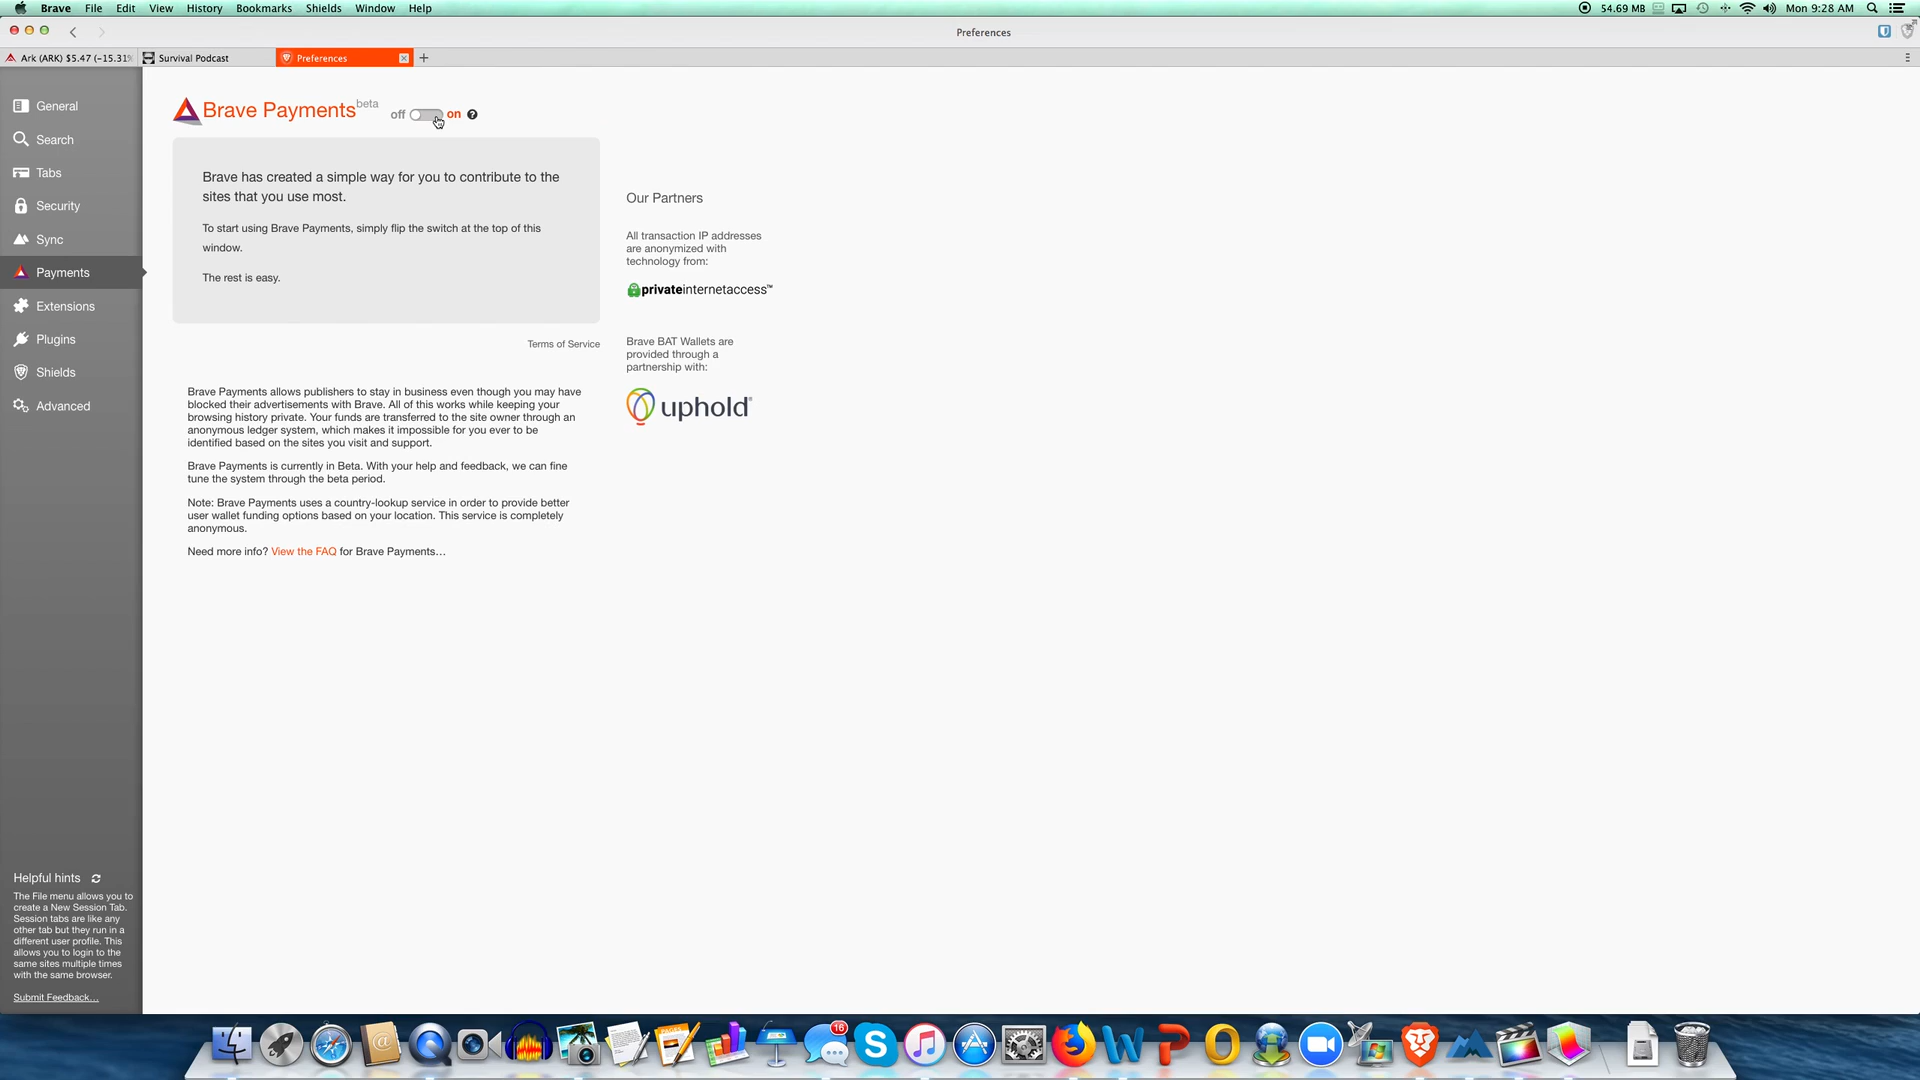 Brave File Edit View History Bookmarks Shields Window Help
54.69 MB Mon 9:28 AM
Preferences
Ark (ARK) $5.47 (-15.31%
Survival Podcast
Preferences
General
Search
Tabs
Security
Sync
Payments
Extensions
Plugins
Shields
Advanced
Helpful hints
The File menu allows you to
create a New Session Tab.
Session tabs are like any
other tab but they run in a
different user profile. This
allows you to login to the
same sites multiple times
with the same browser.
Submit Feedback...
Brave Payments beta off on ?
Brave has created a simple way for you to contribute to the
sites that you use most.
To start using Brave Payments, simply flip the switch at the top of this
window.
The rest is easy.
Terms of Service
Brave Payments allows publishers to stay in business even though you may have
blocked their advertisements with Brave. All of this works while keeping your
browsing history private. Your funds are transferred to the site owner through an
anonymous ledger system, which makes it impossible for you ever to be
identified based on the sites you visit and support.
Brave Payments is currently in Beta. With your help and feedback, we can fine
tune the system through the beta period.
Note: Brave Payments uses a country-lookup service in order to provide better
user wallet funding options based on your location. This service is completely
anonymous.
Need more info? View the FAQ for Brave Payments...
Our Partners
All transaction IP addresses
are anonymized with
technology from:
privateinternetaccess™
Brave BAT Wallets are
provided through a
partnership with:
uphold
PAGES
16